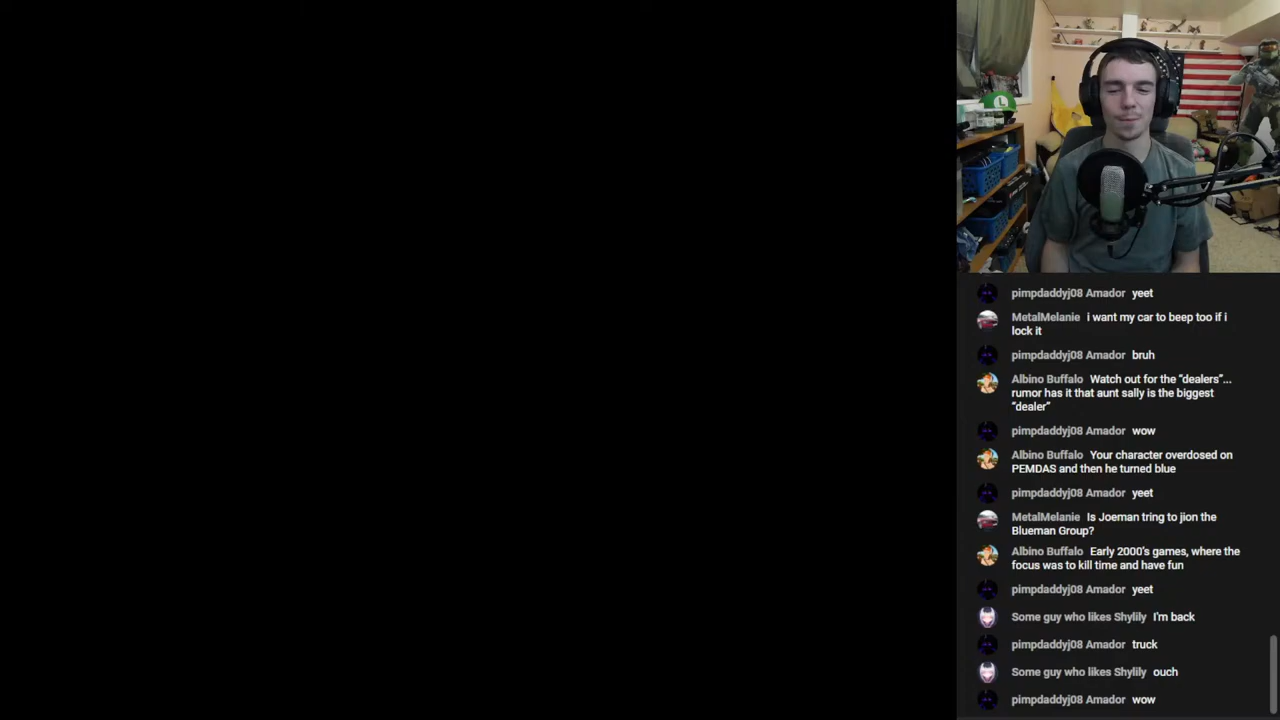 L
pimpdaddyj08 Amador yeet
MetalMelanie i want my car to beep too if i
lock it
pimpdaddyj08 Amador bruh
Albino Buffalo Watch out for the “dealers”...
rumor has it that aunt sally is the biggest
“dealer”
pimpdaddyj08 Amador wow
Albino Buffalo Your character overdosed on
PEMDAS and then he turned blue
pimpdaddyj08 Amador yeet
MetalMelanie Is Joeman tring to jion the
Blueman Group?
Albino Buffalo Early 2000's games, where the
focus was to kill time and have fun
pimpdaddyj08 Amador yeet
Some guy who likes Shylily I'm back
pimpdaddyj08 Amador truck
Some guy who likes Shylily ouch
pimpdaddyj08 Amador wow